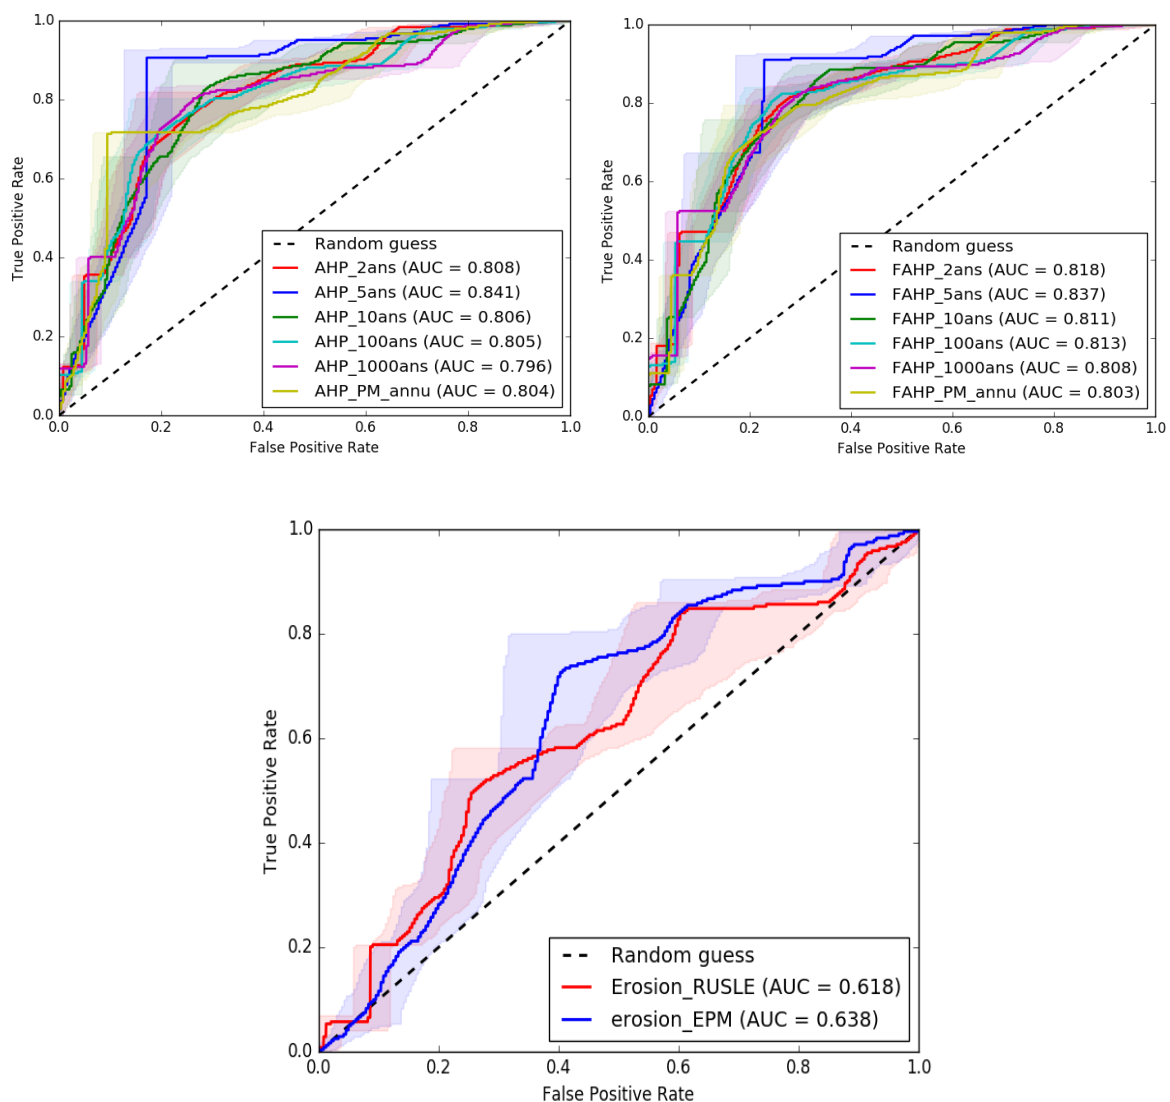 True Positive Rate
1.0
0.8
0.6
0.4
0.2
0.0
Random guess
AHP_2ans (AUC = 0.808)
AHP_5ans (AUC = 0.841)
AHP_10ans (AUC = 0.806)
AHP_100ans (AUC = 0.805)
AHP_1000ans (AUC = 0.796)
AHP_PM_annu (AUC = 0.804)
0.0 0.2 0.4 0.6 0.8 1.0
False Positive Rate
True Positive Rate
1.0
0.8
0.6
0.4
0.2
0.0
Random guess
FAHP_2ans (AUC = 0.818)
FAHP_5ans (AUC = 0.837)
FAHP_10ans (AUC = 0.811)
FAHP_100ans (AUC = 0.813)
FAHP_1000ans (AUC = 0.808)
FAHP_PM_annu (AUC = 0.803)
0.0 0.2 0.4 0.6 0.8 1.0
False Positive Rate
True Positive Rate
1.0
0.8
0.6
0.4
0.2
0.0
Random guess
Erosion_RUSLE (AUC = 0.618)
erosion_EPM (AUC = 0.638)
0.0 0.2 0.4 0.6 0.8 1.0
False Positive Rate